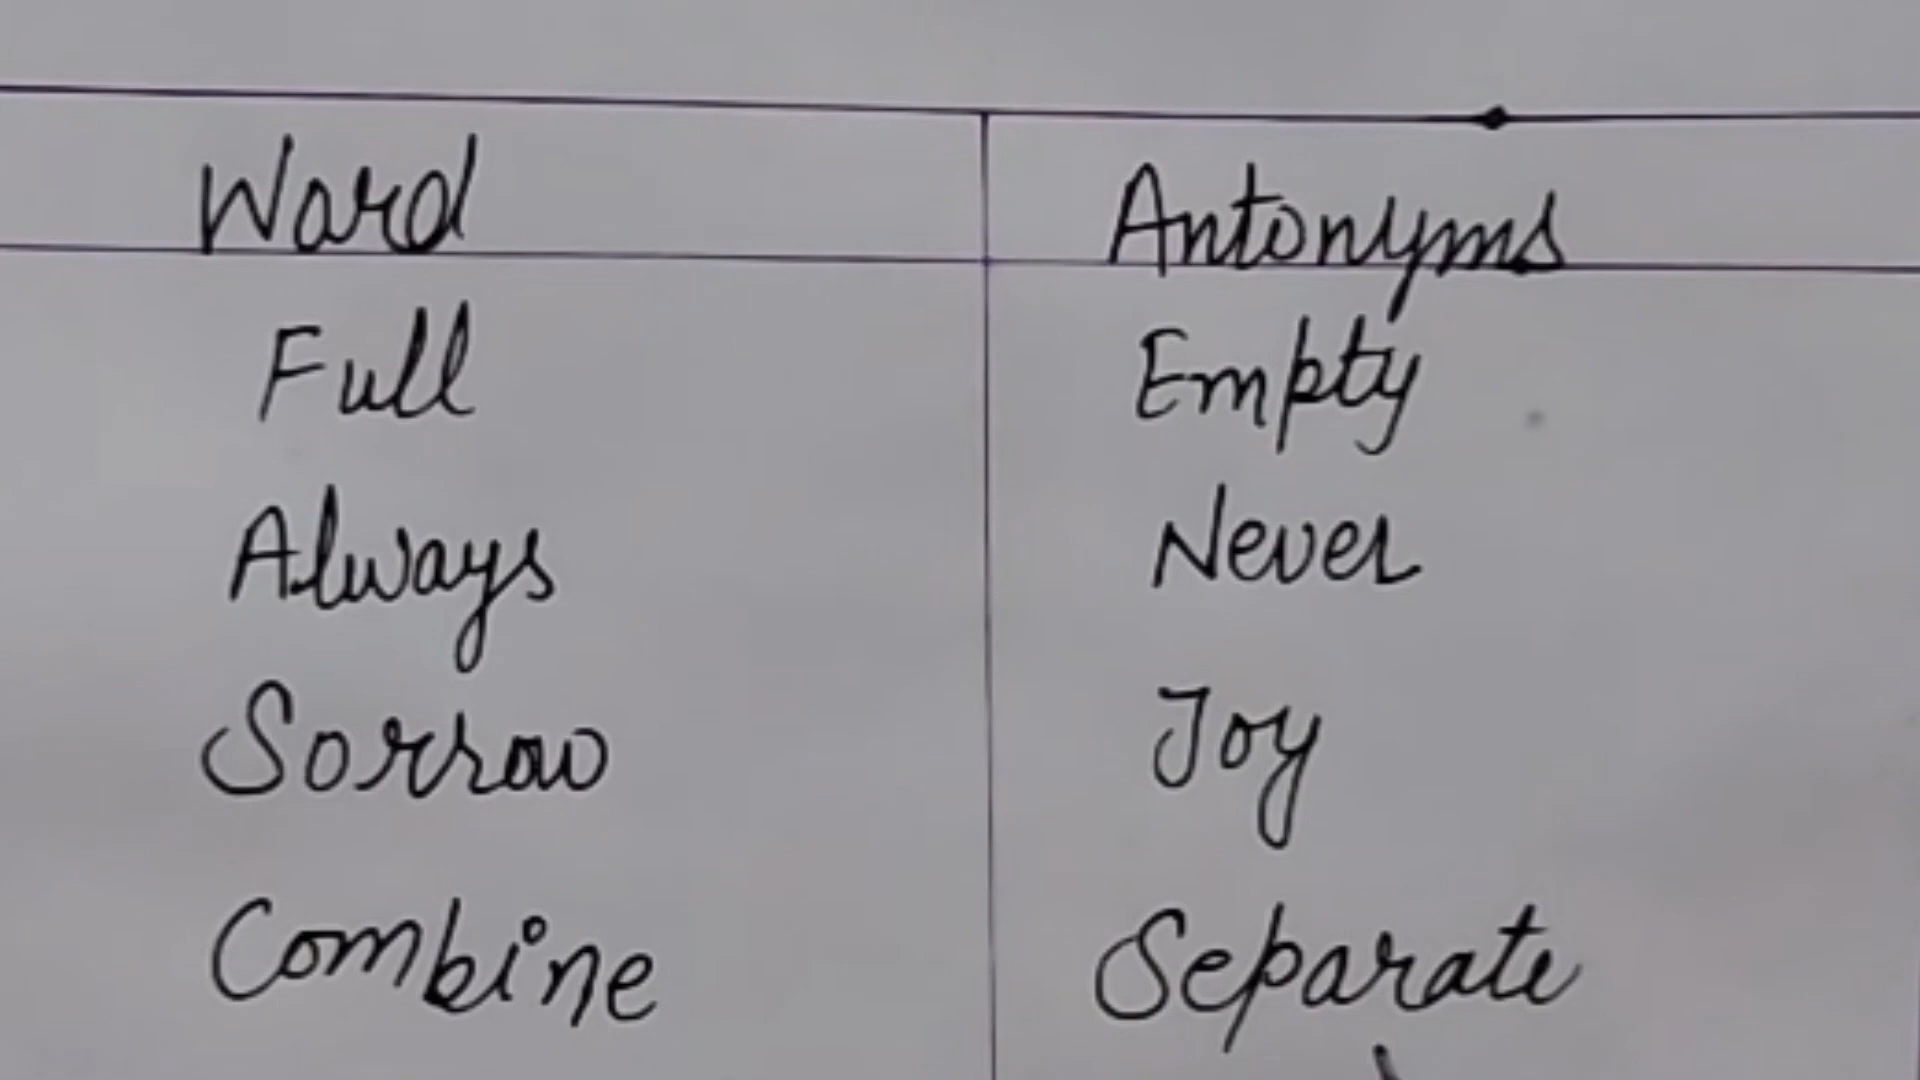 Word Antonyms
Full Empty
Always Never
Sorrow Joy
Combine Separate